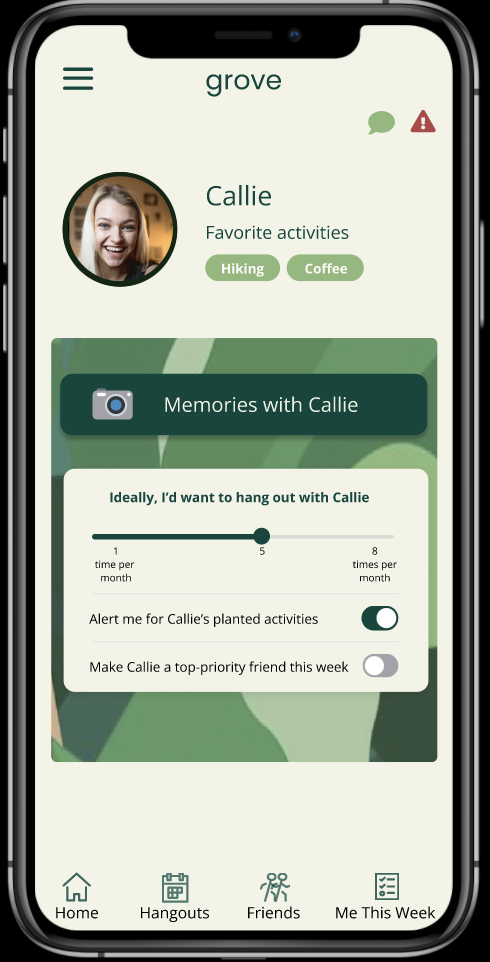 grove
Callie
Favorite activities
Hiking Coffee
Memories with Callie
Ideally, I'd want to hang out with Callie
1 5 8
time per times per
month month
Alert me for Callie's planted activities
Make Callie a top-priority friend this week
Home Hangouts Friends Me This Week